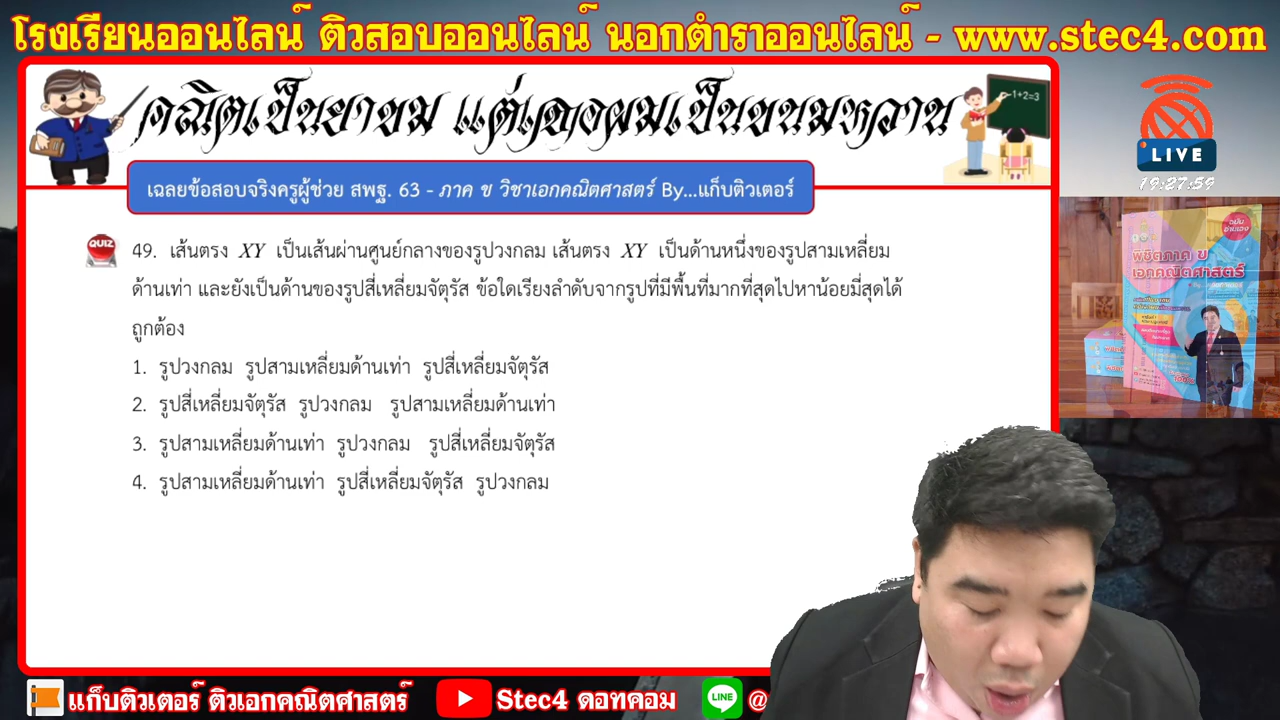 โรงเรียนออนไลน์ ติวสอบออนไลน์ นอกตำราออนไลน์ - www.stec4.com
คณิตเป็นยาขม แต่เธอผมเป็นขนมหวาน
1+2=3
LIVE
19:27:59
เฉลยข้อสอบจริงครูผู้ช่วย สพฐ. 63 - ภาค ข วิชาเอกคณิตศาสตร์ By...แก็บติวเตอร์
QUIZ
49. เส้นตรง XY เป็นเส้นผ่านศูนย์กลางของรูปวงกลม เส้นตรง XY เป็นด้านหนึ่งของรูปสามเหลี่ยม
ด้านเท่า และยังเป็นด้านของรูปสี่เหลี่ยมจัตุรัส ข้อใดเรียงลำดับจากรูปที่มีพื้นที่มากที่สุดไปหาน้อยมี่สุดได้
ถูกต้อง
1. รูปวงกลม รูปสามเหลี่ยมด้านเท่า รูปสี่เหลี่ยมจัตุรัส
2. รูปสี่เหลี่ยมจัตุรัส รูปวงกลม รูปสามเหลี่ยมด้านเท่า
3. รูปสามเหลี่ยมด้านเท่า รูปวงกลม รูปสี่เหลี่ยมจัตุรัส
4. รูปสามเหลี่ยมด้านเท่า รูปสี่เหลี่ยมจัตุรัส รูปวงกลม
พิชิตภาค ข
เอกคณิตศาสตร์
แก็บติวเตอร์ ติวเอกคณิตศาสตร์
Stec4 ดอทคอม
LINE @